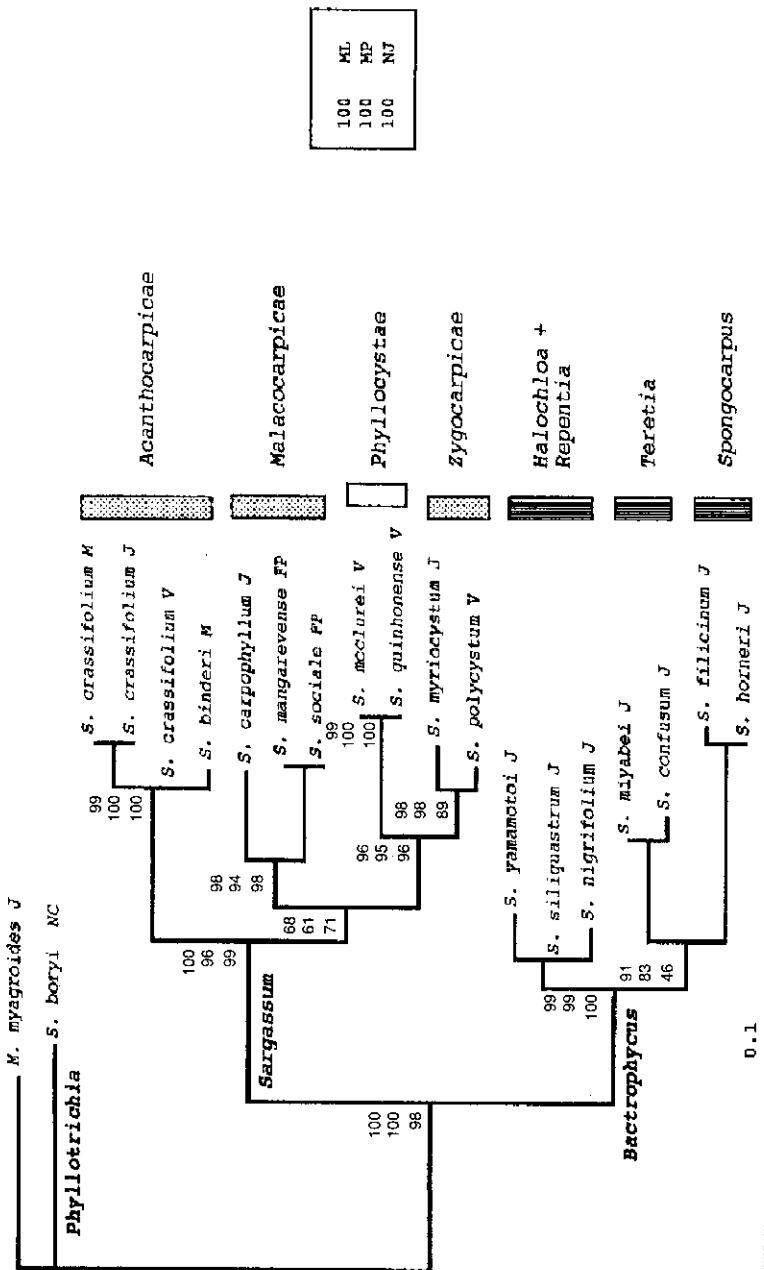 M. myagroides J
S. boryi NC
Phyllotrichia
S. crassifolium M
S. crassifolium J
S. crassifolium V
S. binderi M
S. carpophyllum J
S. mangarevense FP
S. sociale FP
S. mcclurei V
S. quinhonense V
S. myriocystum J
S. polycystum V
S. yamamotoi J
S. siliquastrum J
S. nigrifolium J
S. miyabei J
S. confusum J
S. filicinum J
S. horneri J
Acanthocarpicae
Malacocarpicae
Phyllocystae
Zygocarpicae
Halochloa +
Repentia
Teretia
Spongocarpus
Sargassum
Bactrophycus
99
100
100
98
94
98
99
100
100
98
98
89
96
95
96
68
61
71
100
96
99
100
100
98
99
99
100
91
83
46
0.1
100 ML
100 MP
100 NJ